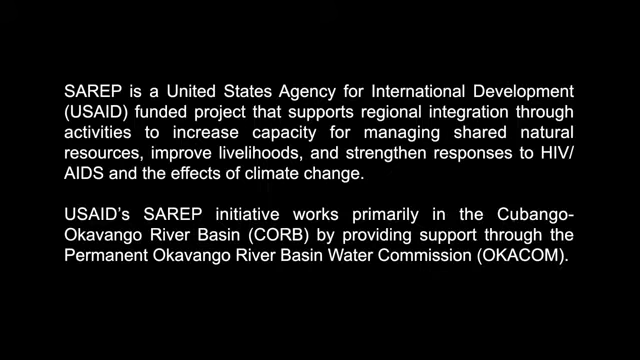 SAREP is a United States Agency for International Development
(USAID) funded project that supports regional integration through
activities to increase capacity for managing shared natural
resources, improve livelihoods, and strengthen responses to HIV/
AIDS and the effects of climate change.
USAID's SAREP initiative works primarily in the Cubango-
Okavango River Basin (CORB) by providing support through the
Permanent Okavango River Basin Water Commission (OKACOM).